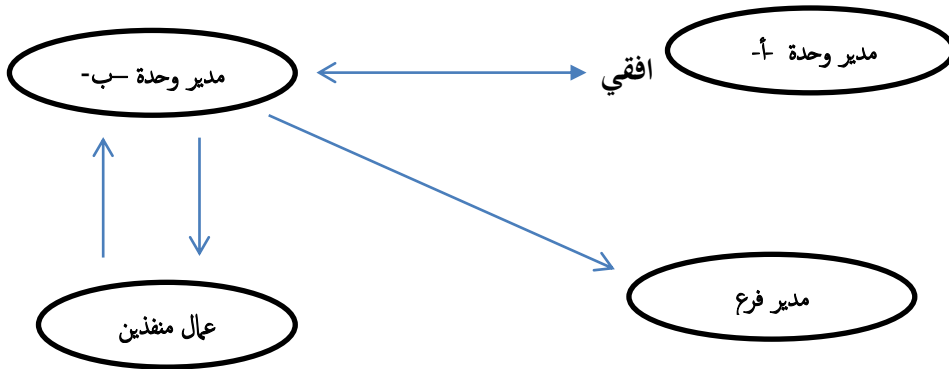 مدير وحدة -أ-
افقي
مدير وحدة –ب-
مدير فرع
عمال منفذين